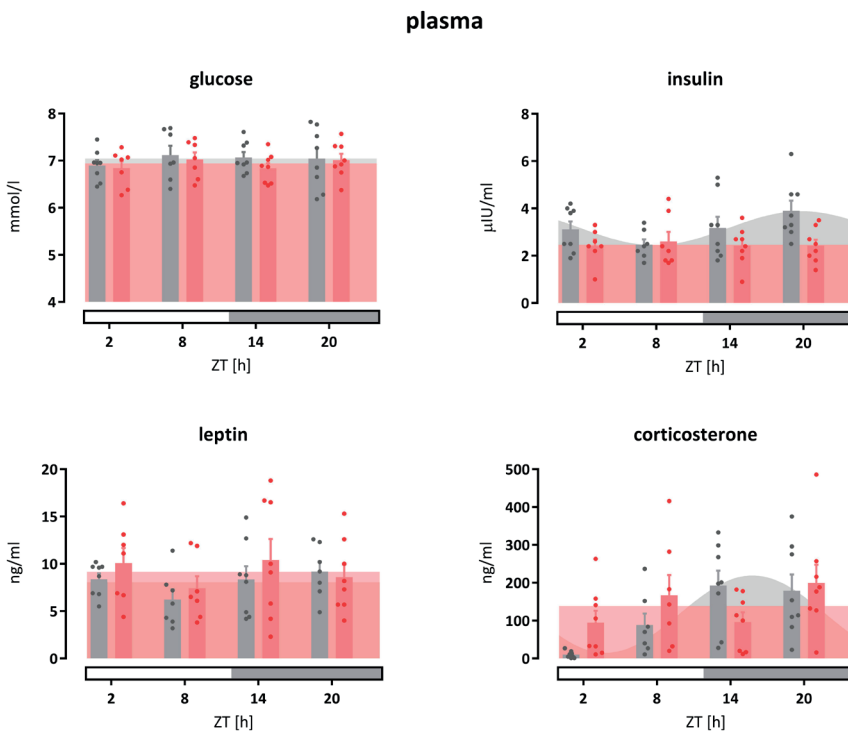 plasma
glucose
mmol/l
8
7
6
5
4
2 8 14 20
ZT [h]
insulin
µIU/ml
8
6
4
2
0
2 8 14 20
ZT [h]
leptin
ng/ml
20
15
10
5
0
2 8 14 20
ZT [h]
corticosterone
ng/ml
500
400
300
200
100
0
2 8 14 20
ZT [h]